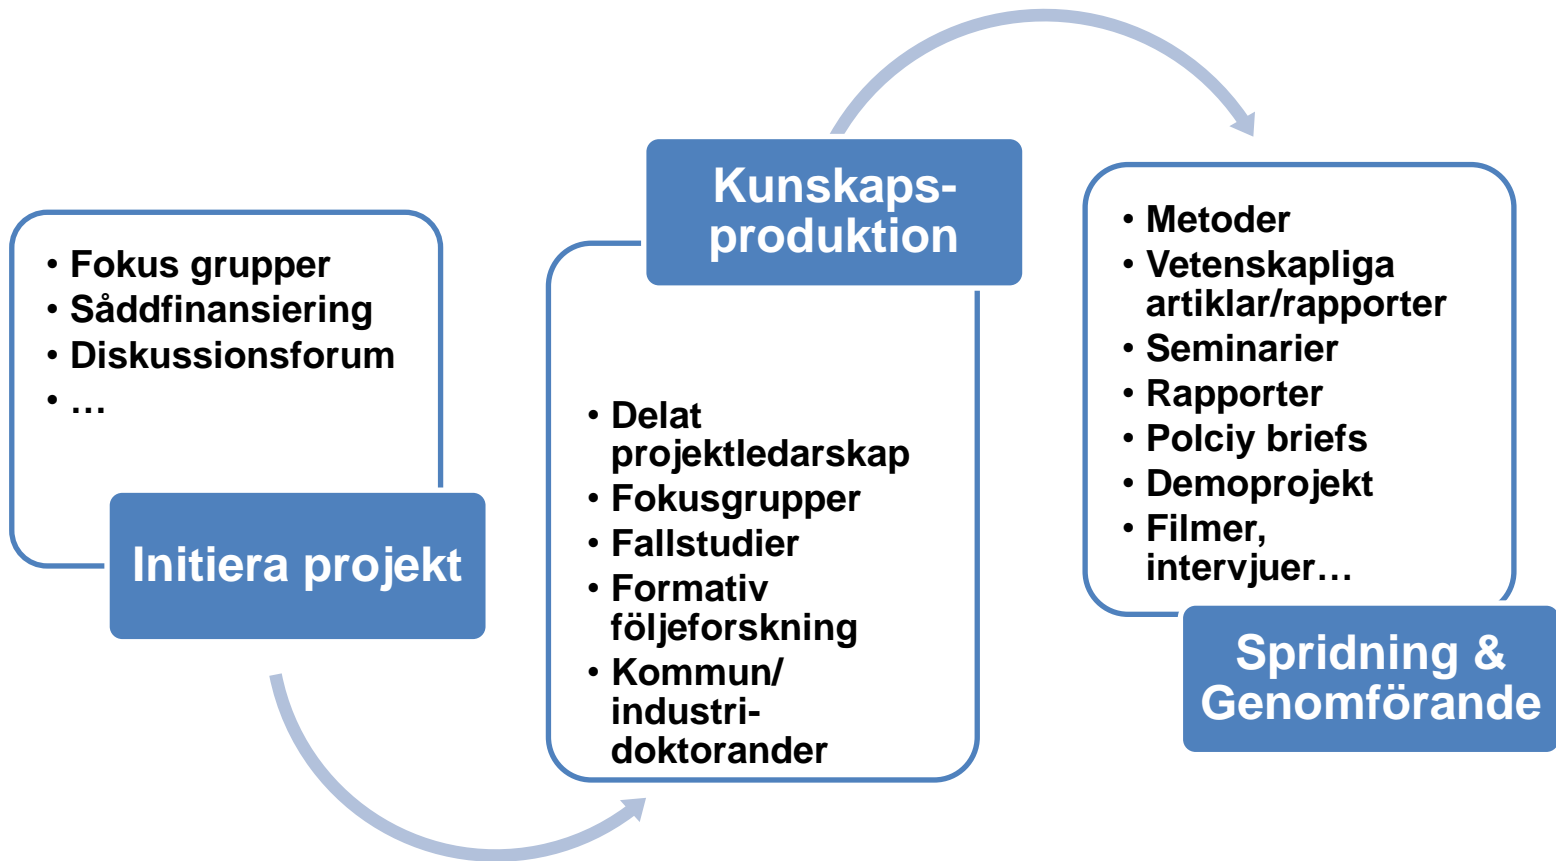 • Fokus grupper
• Såddfinansiering
• Diskussionsforum
• …
Initiera projekt
Kunskaps-
produktion
• Delat
projektledarskap
• Fokusgrupper
• Fallstudier
• Formativ
följeforskning
• Kommun/
industri-
doktorander
• Metoder
• Vetenskapliga
artiklar/rapporter
• Seminarier
• Rapporter
• Polciy briefs
• Demoprojekt
• Filmer,
intervjuer…
Spridning &
Genomförande